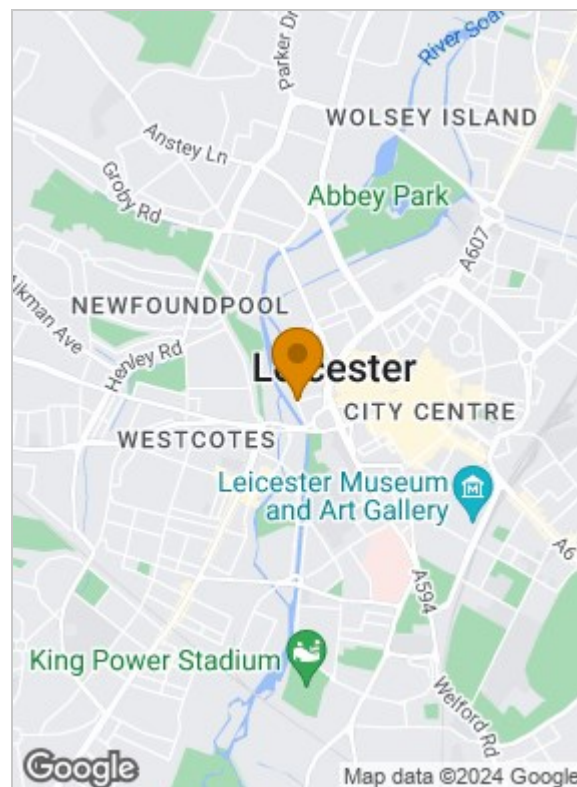 River Soar
Parker Dr
WOLSEY ISLAND
Anstey Ln
Groby Rd
Abbey Park
A607
NEWFOUNDPOOL
Aikman Ave
Henley Rd
Leicester
CITY CENTRE
WESTCOTES
Leicester Museum
and Art Gallery
A6
A594
King Power Stadium
Welford Rd
Google
Map data ©2024 Google